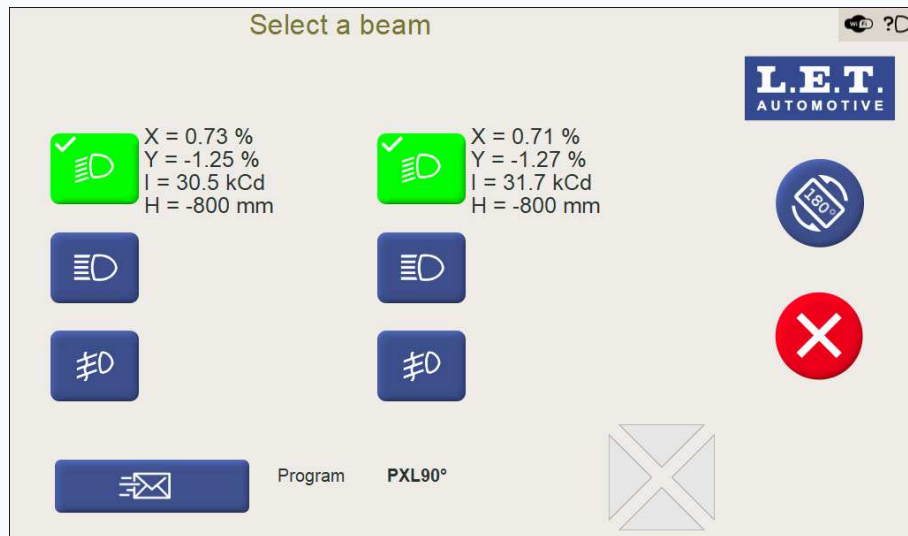 Select a beam
WiFi
?
L.E.T.
AUTOMOTIVE
X = 0.73 %
Y = -1.25 %
I = 30.5 kCd
H = -800 mm
X = 0.71 %
Y = -1.27 %
I = 31.7 kCd
H = -800 mm
180°
Program PXL90°